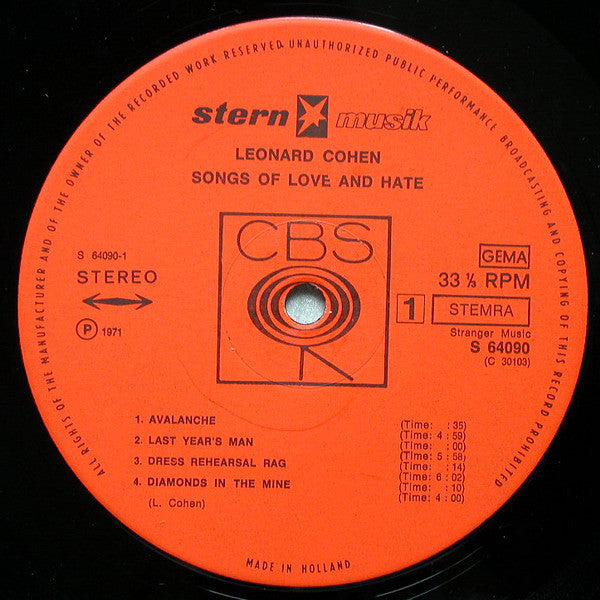 ALL RIGHTS OF THE MANUFACTURER AND OF THE OWNER OF THE RECORDED WORK RESERVED UNAUTHORIZED PUBLIC PERFORMANCE BROADCASTING AND COPYING OF THIS RECORD PROHIBITED
stern musik
LEONARD COHEN
SONGS OF LOVE AND HATE
CBS
S 64090-1
STEREO
℗ 1971
GEMA
33 ⅓ RPM
1 STEMRA
Stranger Music
S 64090
(C 30103)
1. AVALANCHE
2. LAST YEAR'S MAN
3. DRESS REHEARSAL RAG
4. DIAMONDS IN THE MINE
(L. Cohen)
(Time: : 35)
(Time: 4 : 59)
(Time: : 00)
(Time: 5 : 58)
(Time: : 14)
(Time: 6 : 02)
(Time: : 10)
(Time: 4 : 00)
MADE IN HOLLAND